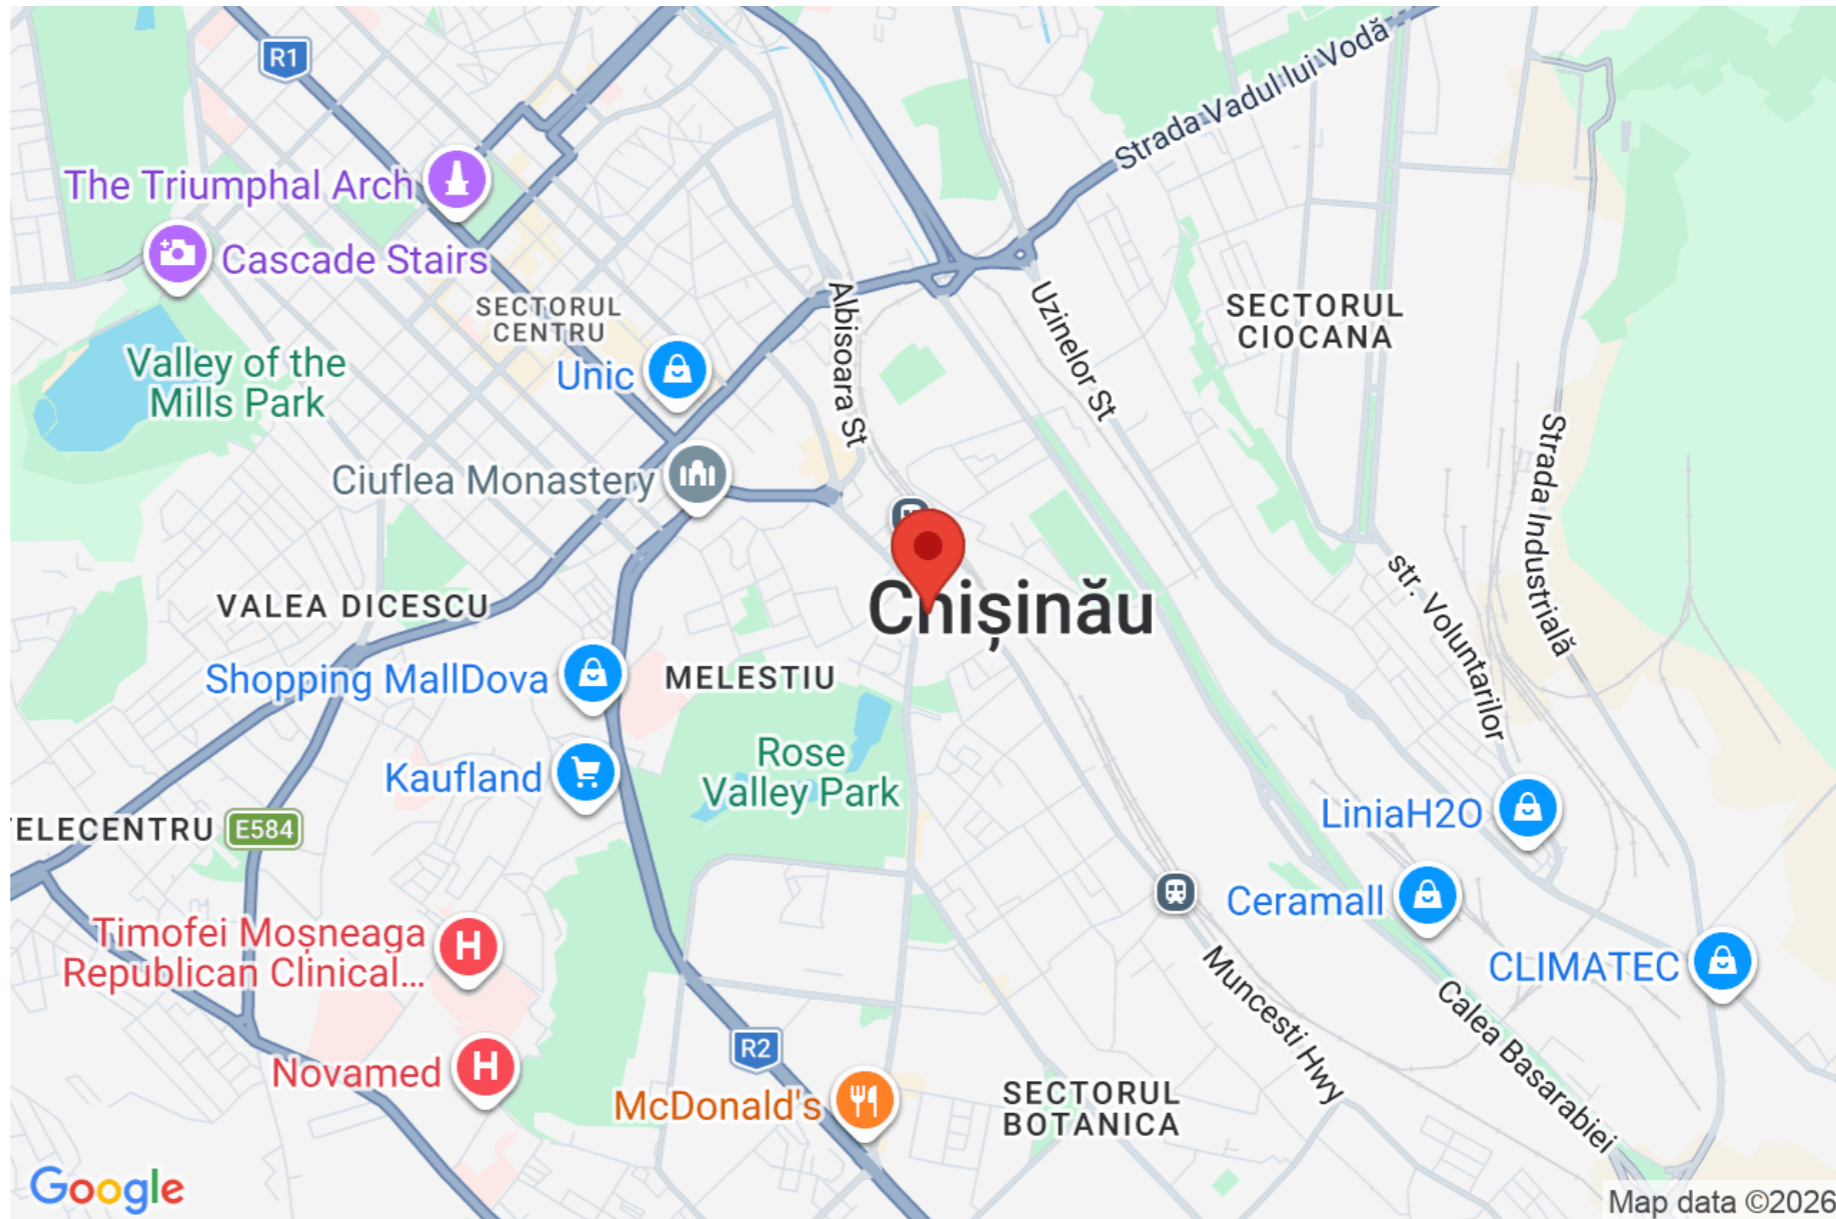 R1
Strada Vadul lui Vodă
The Triumphal Arch
Cascade Stairs
SECTORUL
CENTRU
Albisoara St
Uzinelor St
SECTORUL
CIOCANA
Valley of the
Mills Park
Unic
Ciuflea Monastery
Strada Industrială
str. Voluntarilor
Chișinău
VALEA DICESCU
Shopping MallDova
MELESTIU
Rose
Valley Park
Kaufland
TELECENTRU
E584
LiniaH2O
Ceramall
CLIMATEC
Timofei Moșneaga
Republican Clinical...
H
Novamed
H
R2
McDonald's
Muncesti Hwy
Calea Basarabiei
SECTORUL
BOTANICA
Google
Map data ©2026